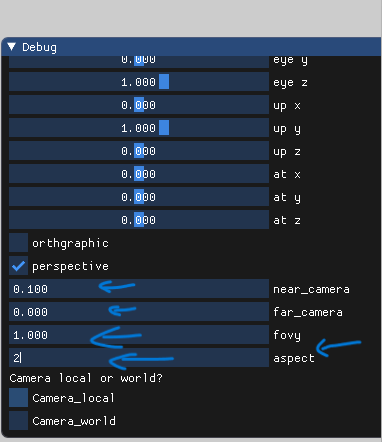 Debug
0.000 eye y
1.000 eye z
0.000 up x
1.000 up y
0.000 up z
0.000 at x
0.000 at y
0.000 at z
orthgraphic
perspective
0.100 near_camera
0.000 far_camera
1.000 fovy
2 aspect
Camera local or world?
Camera_local
Camera_world